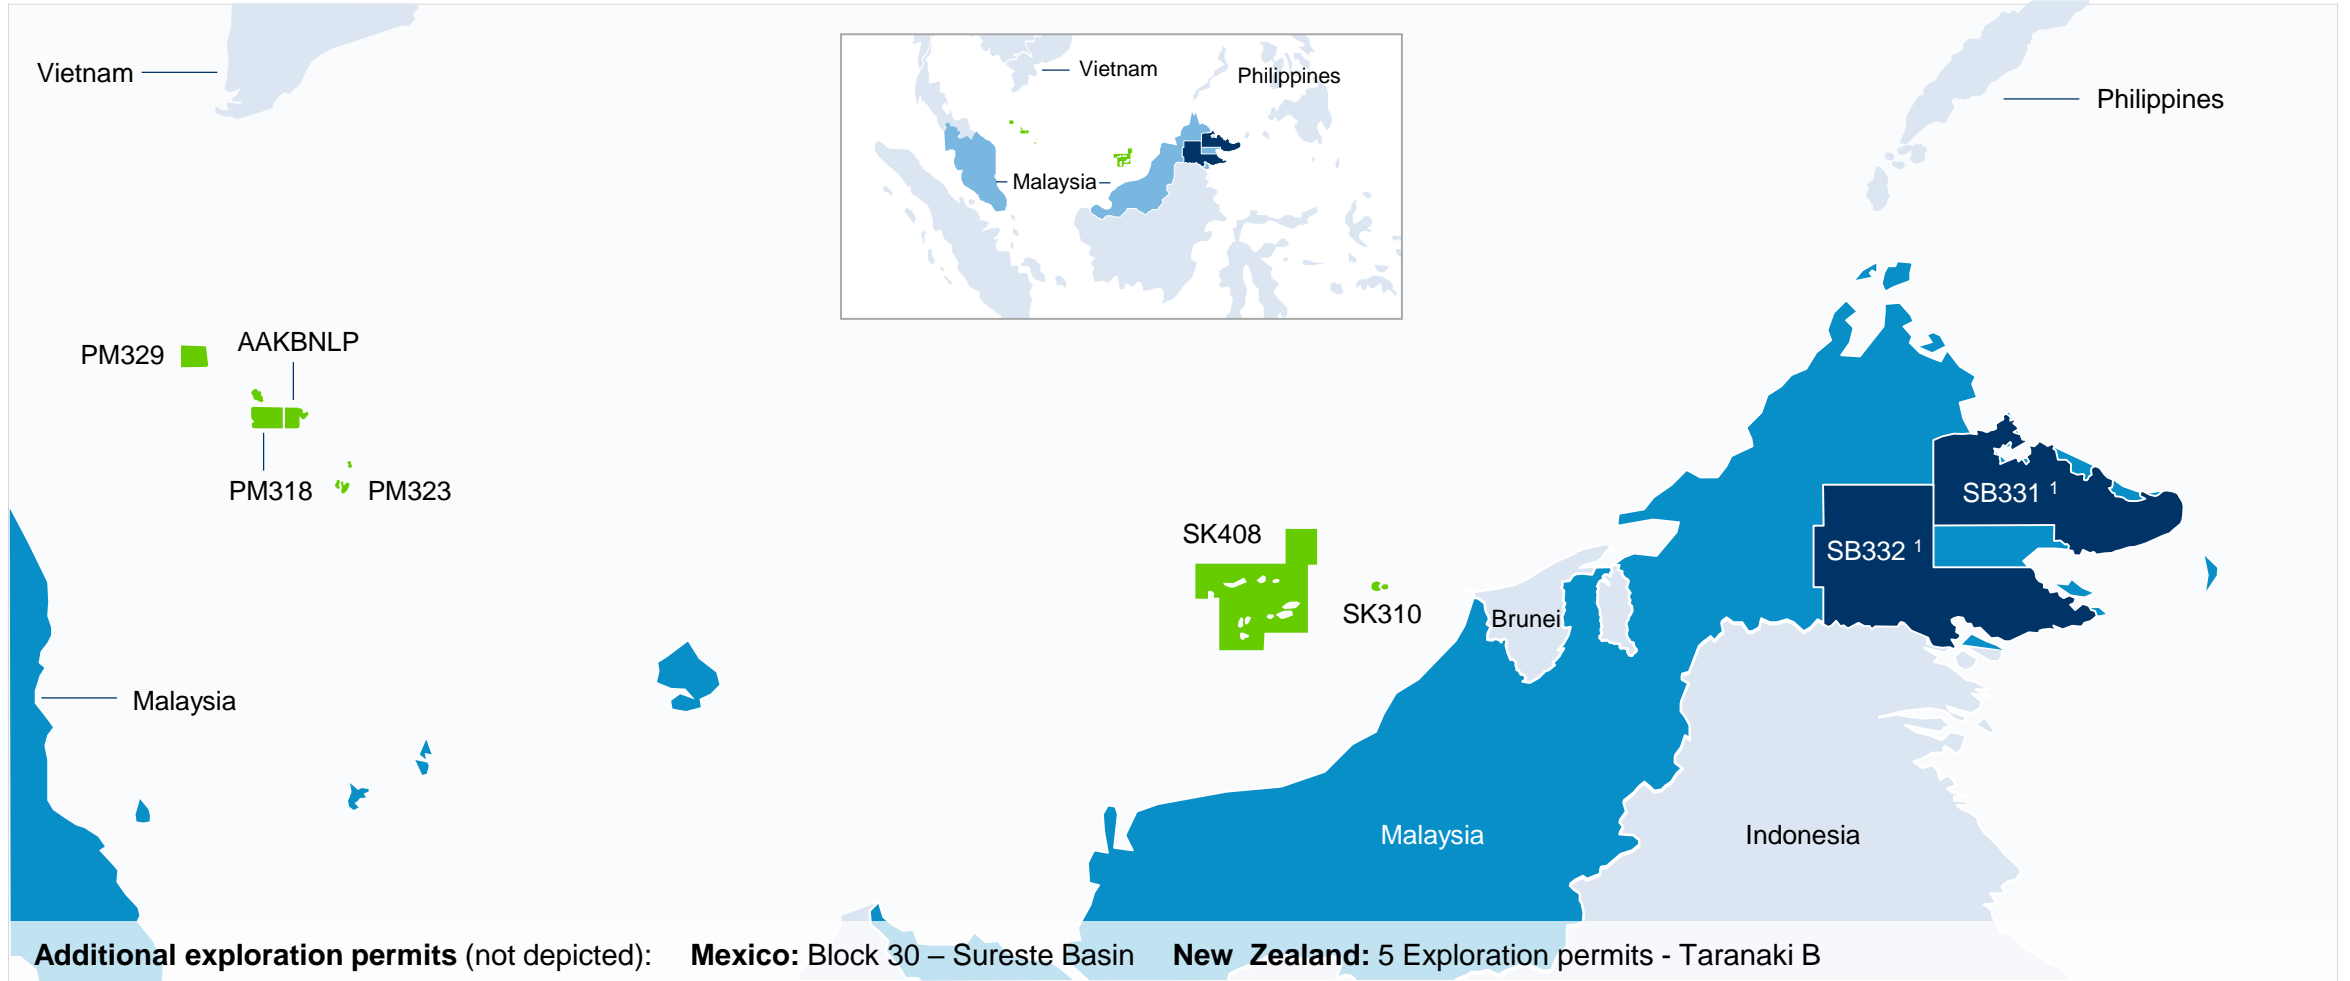 Vietnam
Vietnam
Philippines
Philippines
Malaysia
AAKBNLP
PM329
PM318
PM323
SB331 ¹
SK408
SB332 ¹
SK310
Brunei
Malaysia
Malaysia
Indonesia
Additional exploration permits (not depicted): Mexico: Block 30 – Sureste Basin New Zealand: 5 Exploration permits - Taranaki B